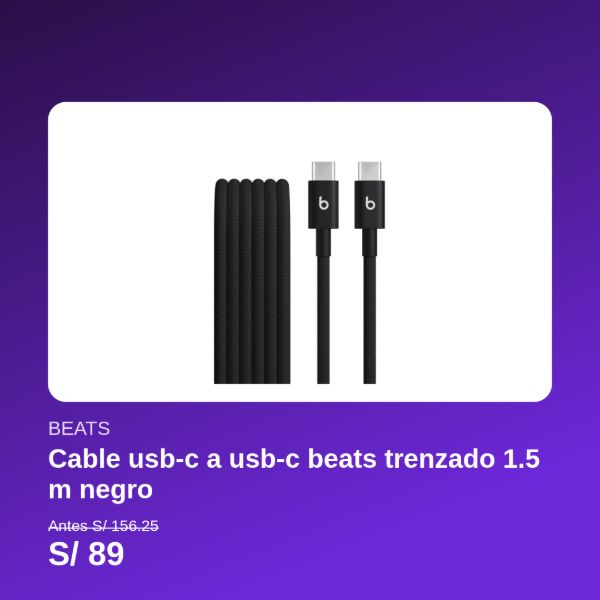 b b
BEATS
Cable usb-c a usb-c beats trenzado 1.5
m negro
Antes S/ 156.25
S/ 89